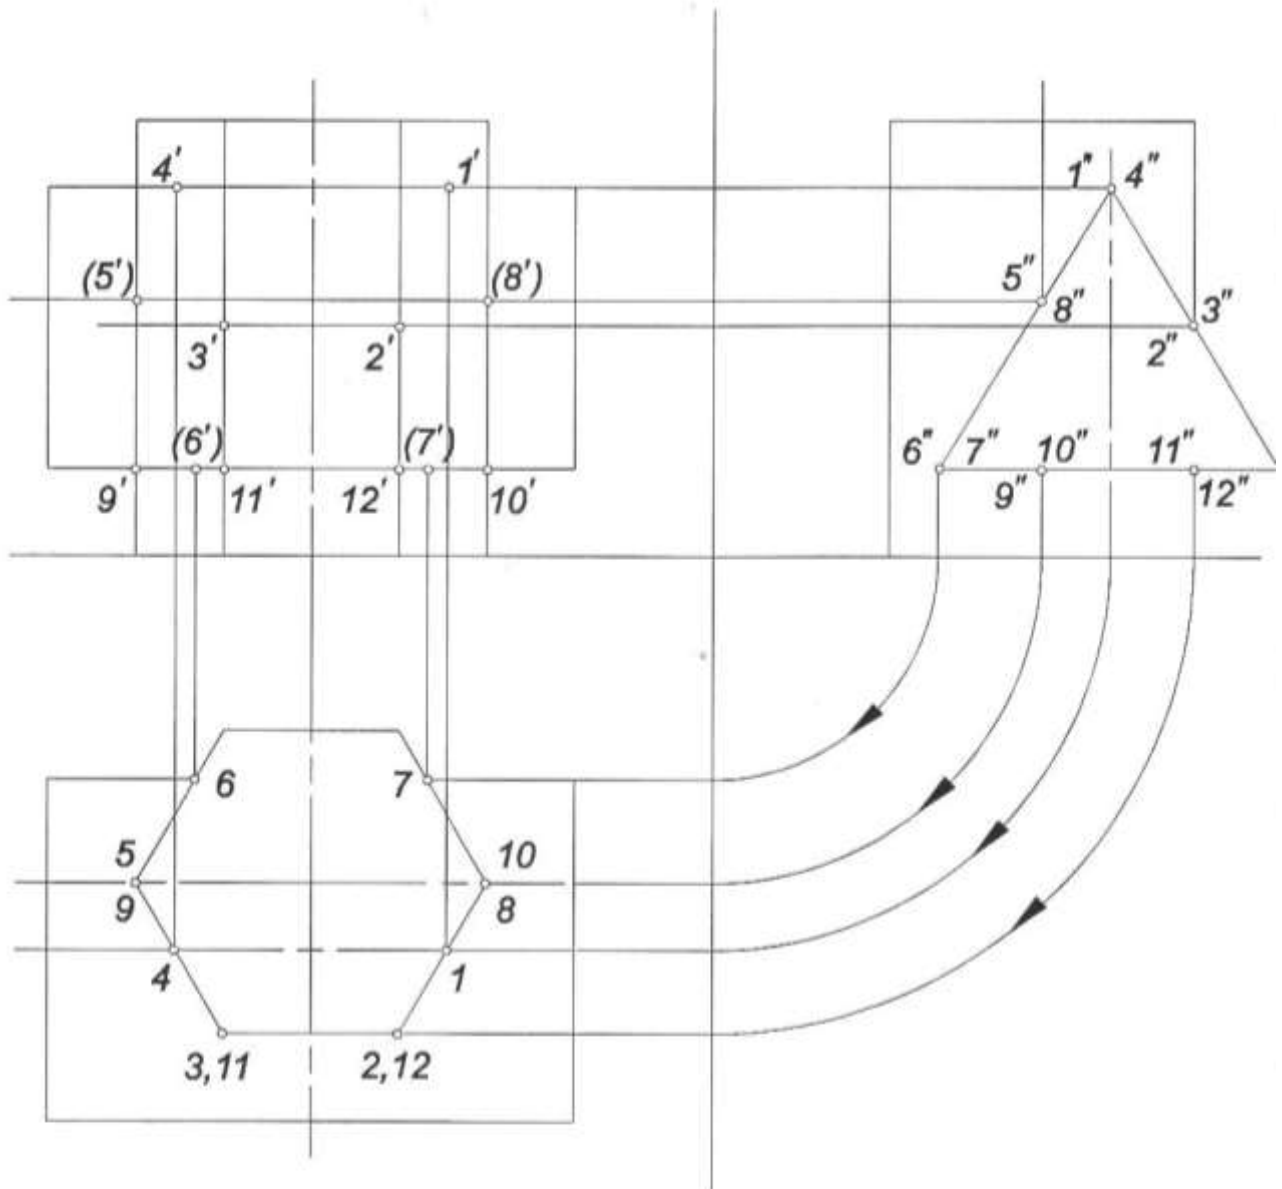 4' 1' 1" 4"
(5') (8') 5" 8" 3"
3' 2' 2"
(6') (7') 6" 7" 10" 11"
9' 11' 12' 10' 9" 12"
6 7
5 10
9 8
4 1
3,11 2,12